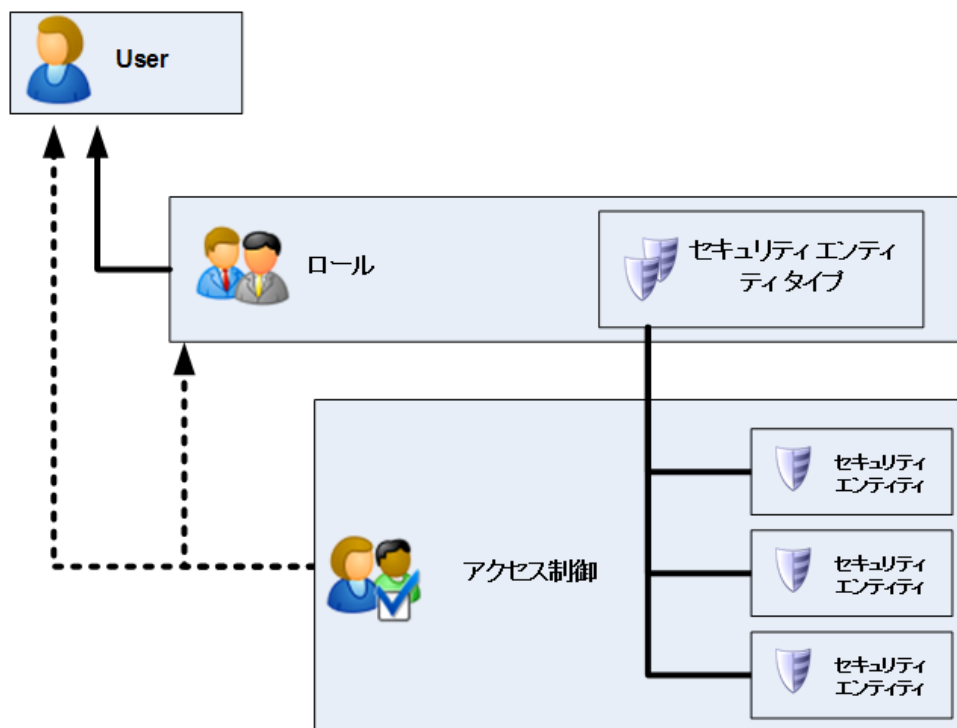 User
ロール
セキュリティ エンティ
ティ タイプ
セキュリティ
エンティティ
アクセス制御
セキュリティ
エンティティ
セキュリティ
エンティティ